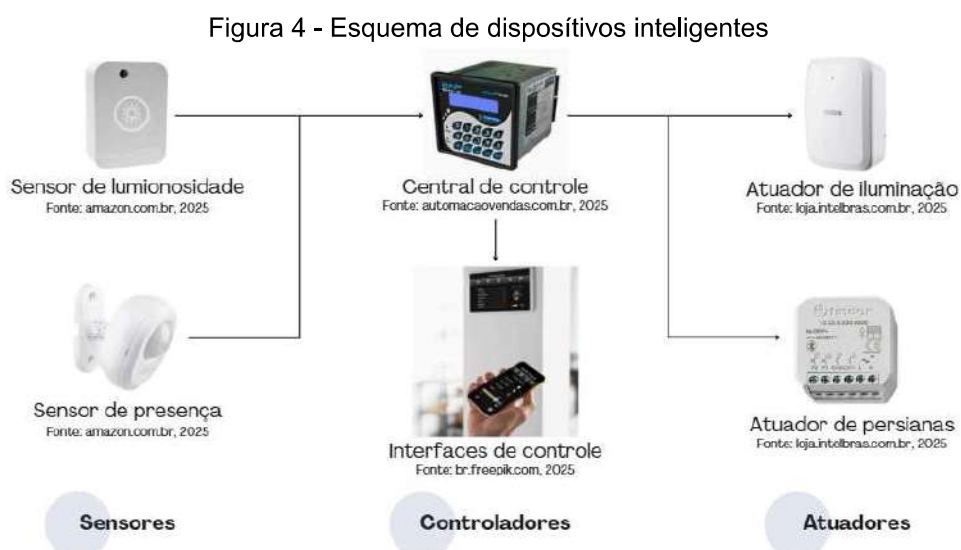 Figura 4 - Esquema de dispositívos inteligentes
Sensor de lumionosidade
Fonte: amazon.com.br, 2025
Central de controle
Fonte: automacaovendas.com.br, 2025
Atuador de iluminação
Fonte: loja.intelbras.com.br, 2025
Sensor de presença
Fonte: amazon.com.br, 2025
Interfaces de controle
Fonte: br.freepik.com, 2025
finder
Atuador de persianas
Fonte: loja.intelbras.com.br, 2025
Sensores
Controladores
Atuadores